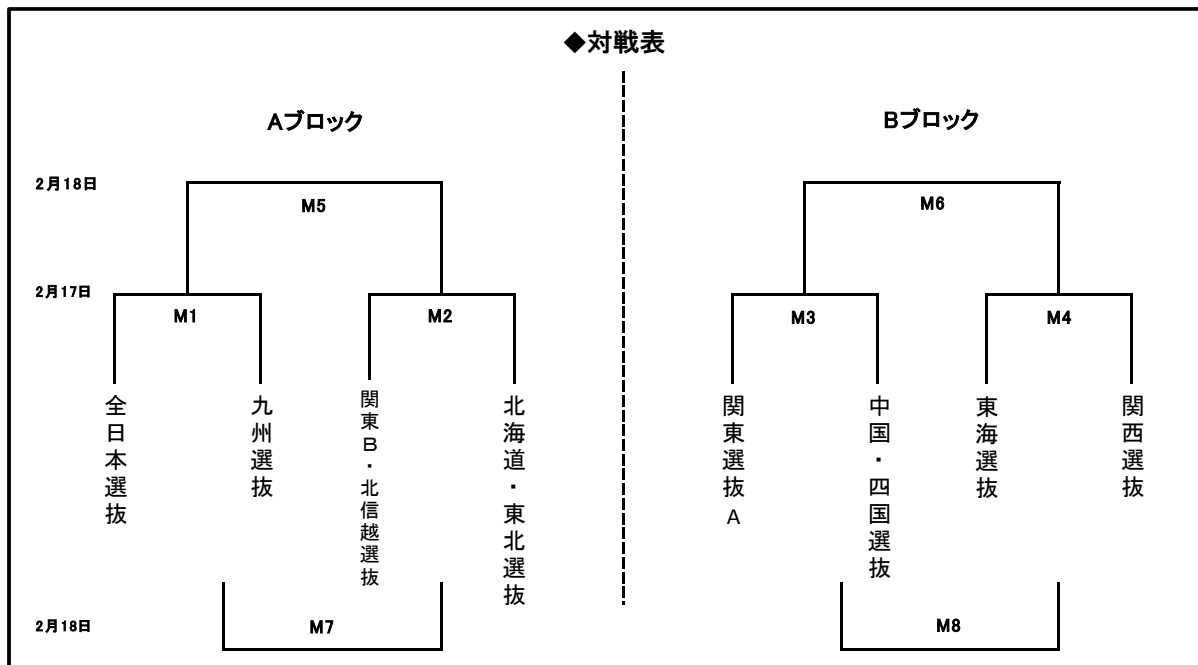 ◆対戦表
Aブロック
Bブロック
2月18日
M5
M6
2月17日
M1
M2
M3
M4
全日本選抜
九州選抜
関東B・北信越選抜
北海道・東北選抜
関東選抜A
中国・四国選抜
東海選抜
関西選抜
2月18日
M7
M8